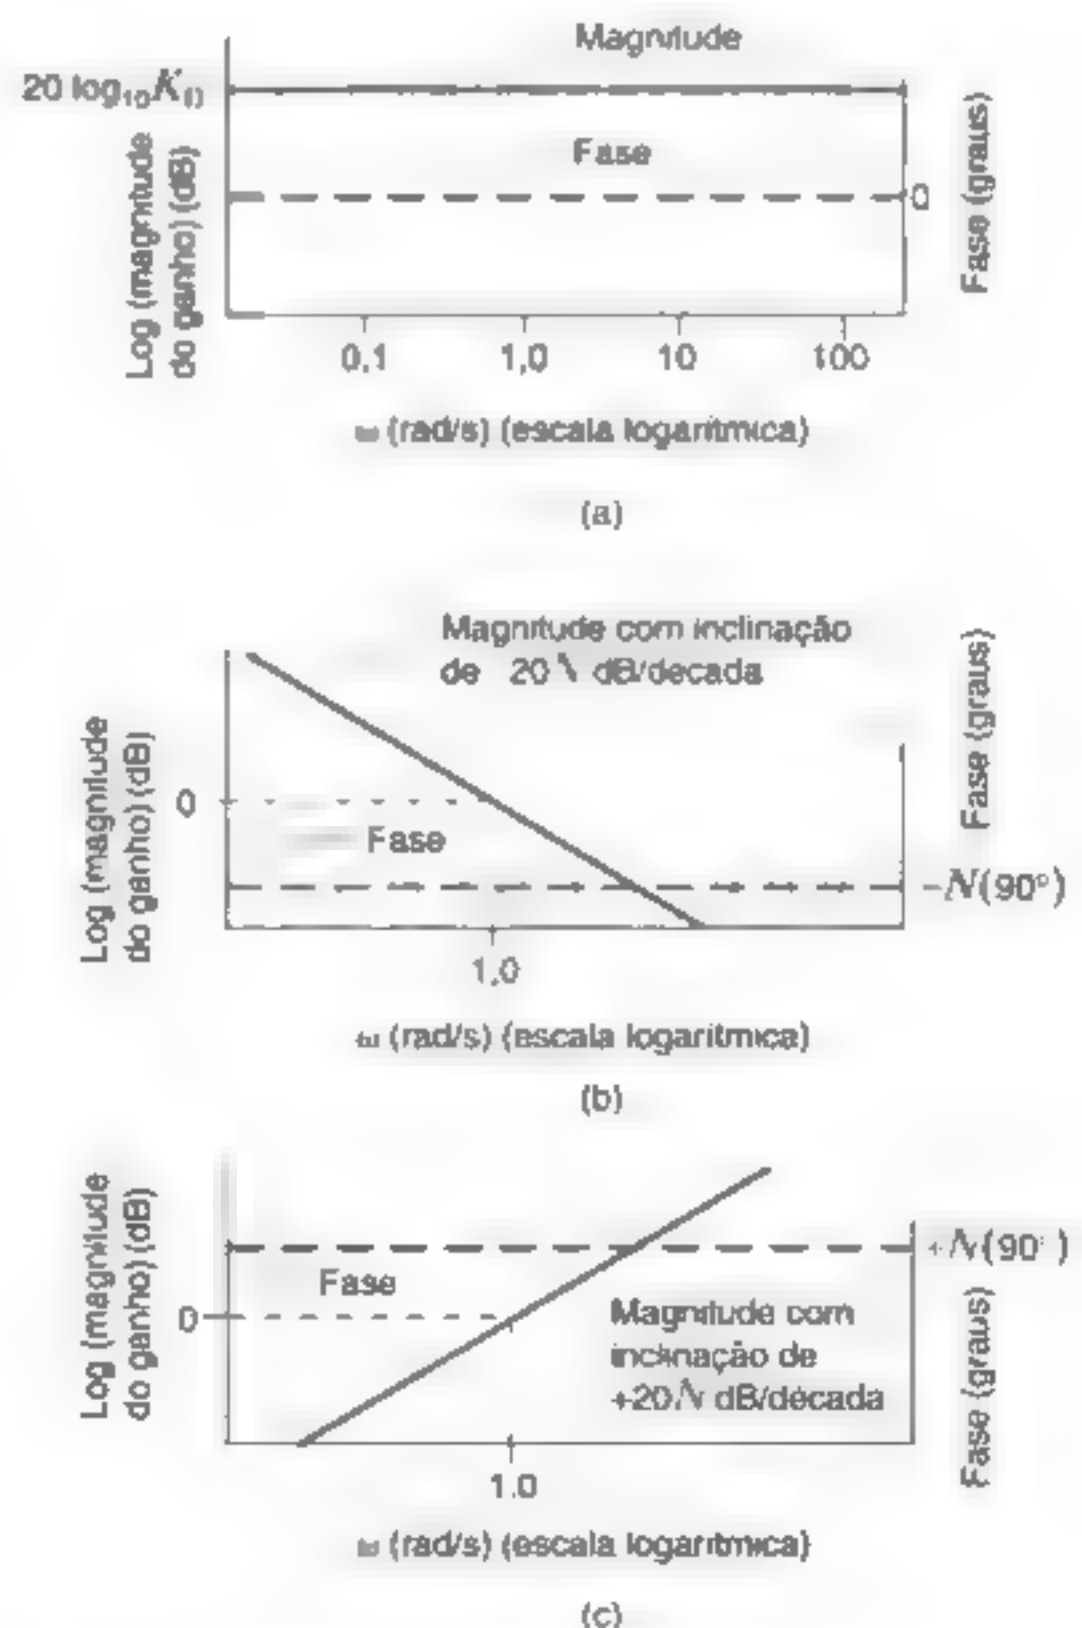 Magnitude
20 log₁₀K₀
Log (magnitude
do ganho) (dB)
Fase
0
Fase (graus)
0,1 1,0 10 100
ω (rad/s) (escala logarítmica)
(a)
Magnitude com inclinação
de 20N dB/década
Log (magnitude
do ganho) (dB)
0
Fase
Fase (graus)
-N(90°)
1,0
ω (rad/s) (escala logarítmica)
(b)
Log (magnitude
do ganho) (dB)
+N(90°)
Fase
0
Magnitude com
inclinação de
+20N dB/década
Fase (graus)
1.0
ω (rad/s) (escala logarítmica)
(c)